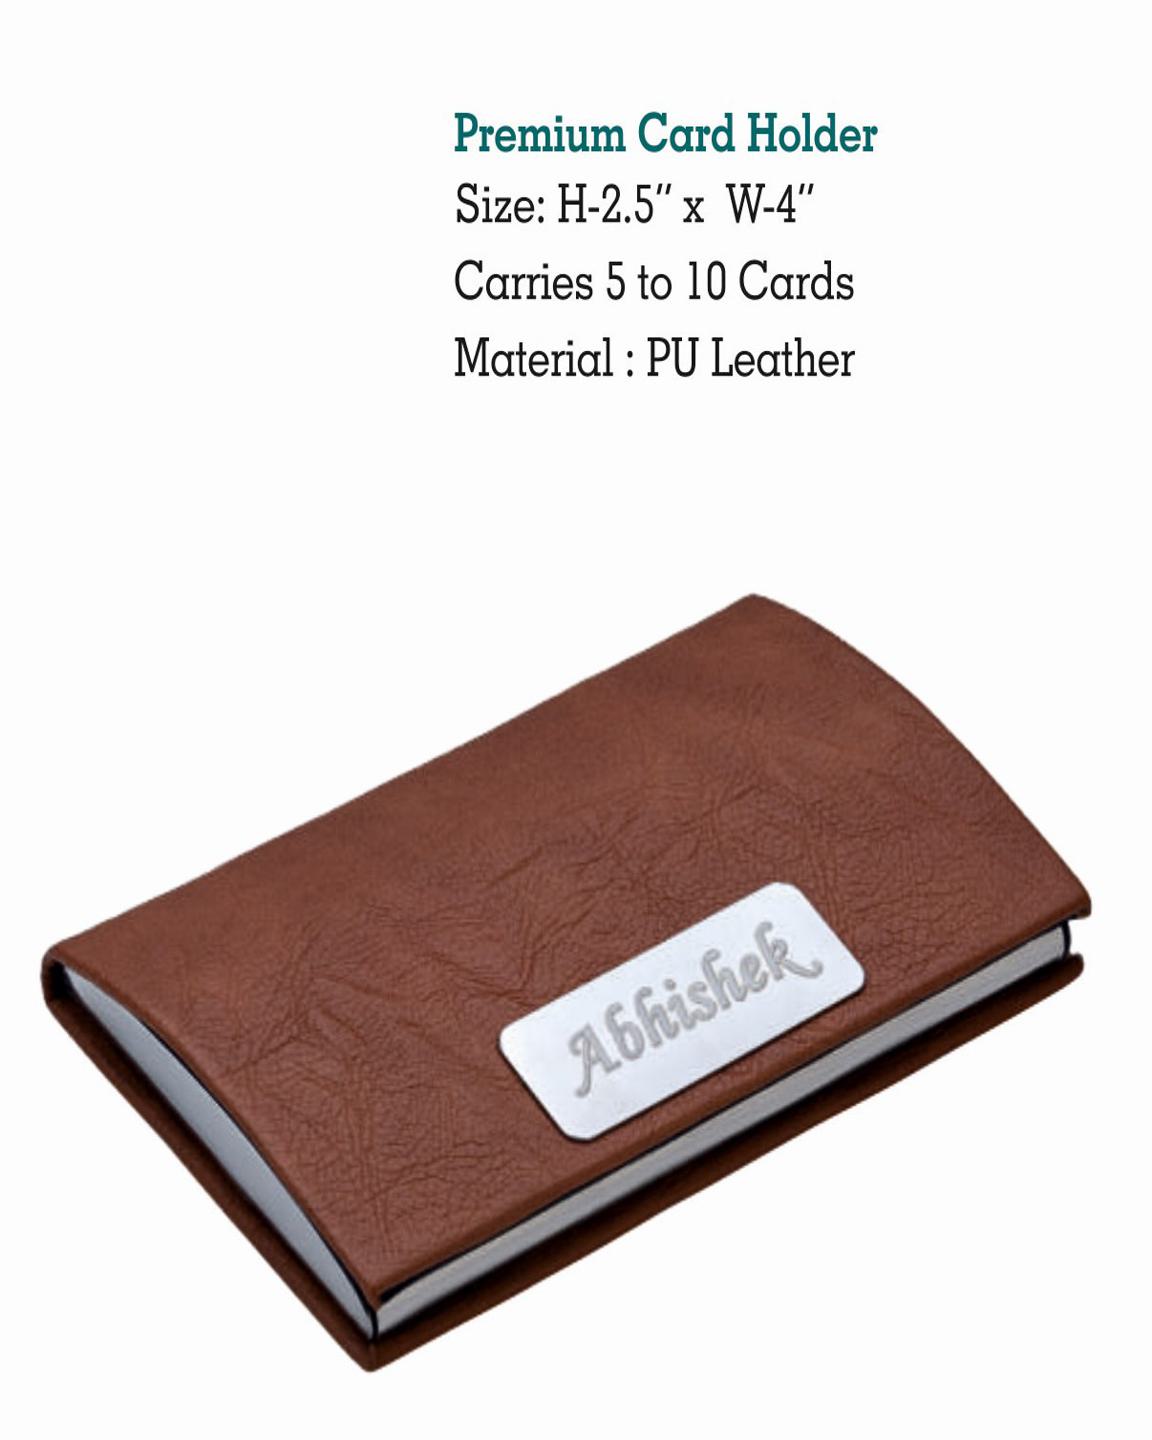 Premium Card Holder
Size: H-2.5” x W-4”
Carries 5 to 10 Cards
Material : PU Leather
Abhishek